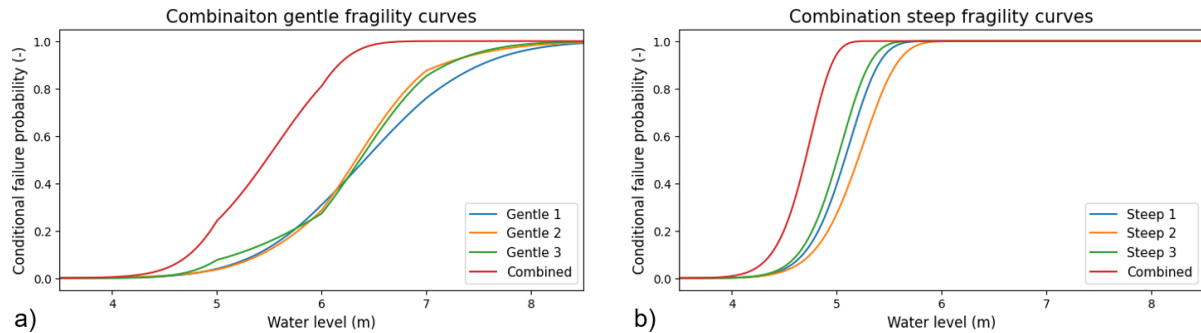 Combinaiton gentle fragility curves
Conditional failure probability (-)
1.0
0.8
0.6
0.4
0.2
0.0
Gentle 1
Gentle 2
Gentle 3
Combined
4 5 6 7 8
Water level (m)
a)
Combination steep fragility curves
Conditional failure probability (-)
1.0
0.8
0.6
0.4
0.2
0.0
Steep 1
Steep 2
Steep 3
Combined
4 5 6 7 8
Water level (m)
b)